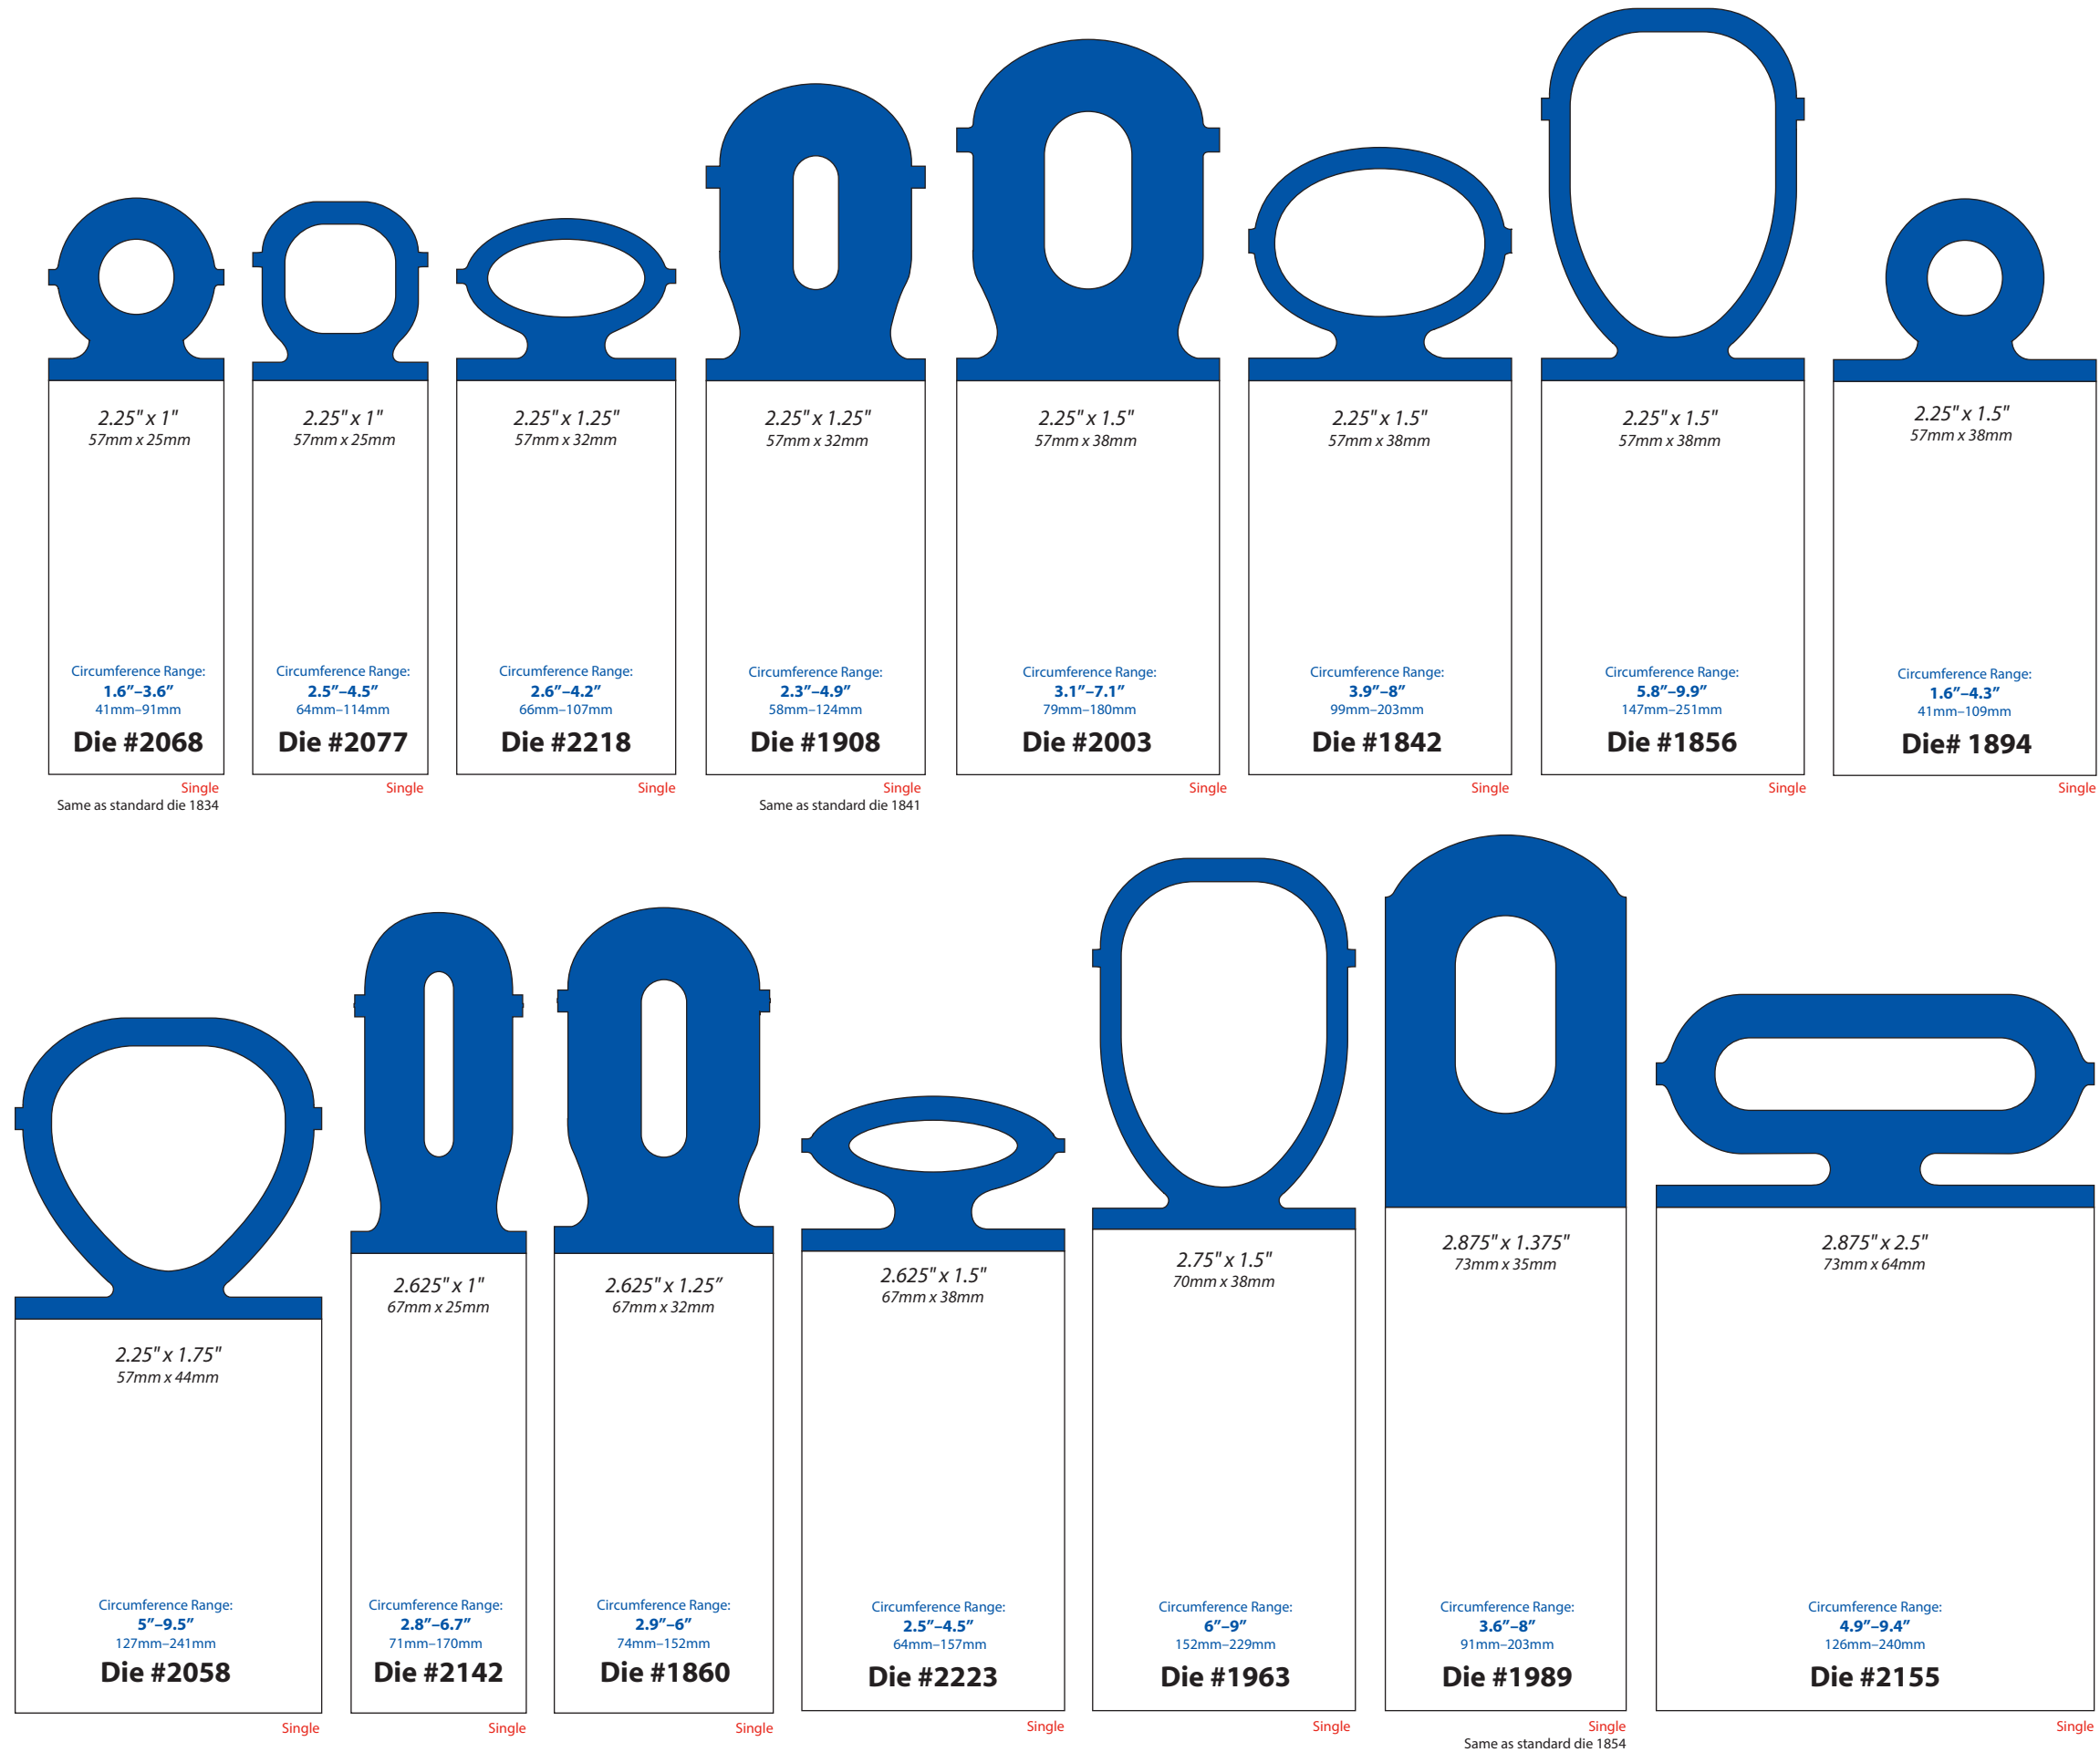 2.25" x 1"
57mm x 25mm
Circumference Range:
1.6”–3.6”
41mm–91mm
Die #2068
Single
Same as standard die 1834
2.25" x 1"
57mm x 25mm
Circumference Range:
2.5”–4.5”
64mm–114mm
Die #2077
Single
2.25" x 1.25"
57mm x 32mm
Circumference Range:
2.6”–4.2”
66mm–107mm
Die #2218
Single
2.25" x 1.25"
57mm x 32mm
Circumference Range:
2.3”–4.9”
58mm–124mm
Die #1908
Single
Same as standard die 1841
2.25" x 1.5"
57mm x 38mm
Circumference Range:
3.1”–7.1”
79mm–180mm
Die #2003
Single
2.25" x 1.5"
57mm x 38mm
Circumference Range:
3.9”–8”
99mm–203mm
Die #1842
Single
2.25" x 1.5"
57mm x 38mm
Circumference Range:
5.8”–9.9”
147mm–251mm
Die #1856
Single
2.25" x 1.5"
57mm x 38mm
Circumference Range:
1.6”–4.3”
41mm–109mm
Die# 1894
Single
2.25" x 1.75"
57mm x 44mm
Circumference Range:
5”–9.5”
127mm–241mm
Die #2058
Single
2.625" x 1"
67mm x 25mm
Circumference Range:
2.8”–6.7”
71mm–170mm
Die #2142
Single
2.625" x 1.25”
67mm x 32mm
Circumference Range:
2.9”–6”
74mm–152mm
Die #1860
Single
2.625" x 1.5"
67mm x 38mm
Circumference Range:
2.5”–4.5”
64mm–157mm
Die #2223
Single
2.75" x 1.5"
70mm x 38mm
Circumference Range:
6”–9”
152mm–229mm
Die #1963
Single
2.875" x 1.375"
73mm x 35mm
Circumference Range:
3.6”–8”
91mm–203mm
Die #1989
Single
Same as standard die 1854
2.875" x 2.5"
73mm x 64mm
Circumference Range:
4.9”–9.4”
126mm–240mm
Die #2155
Single